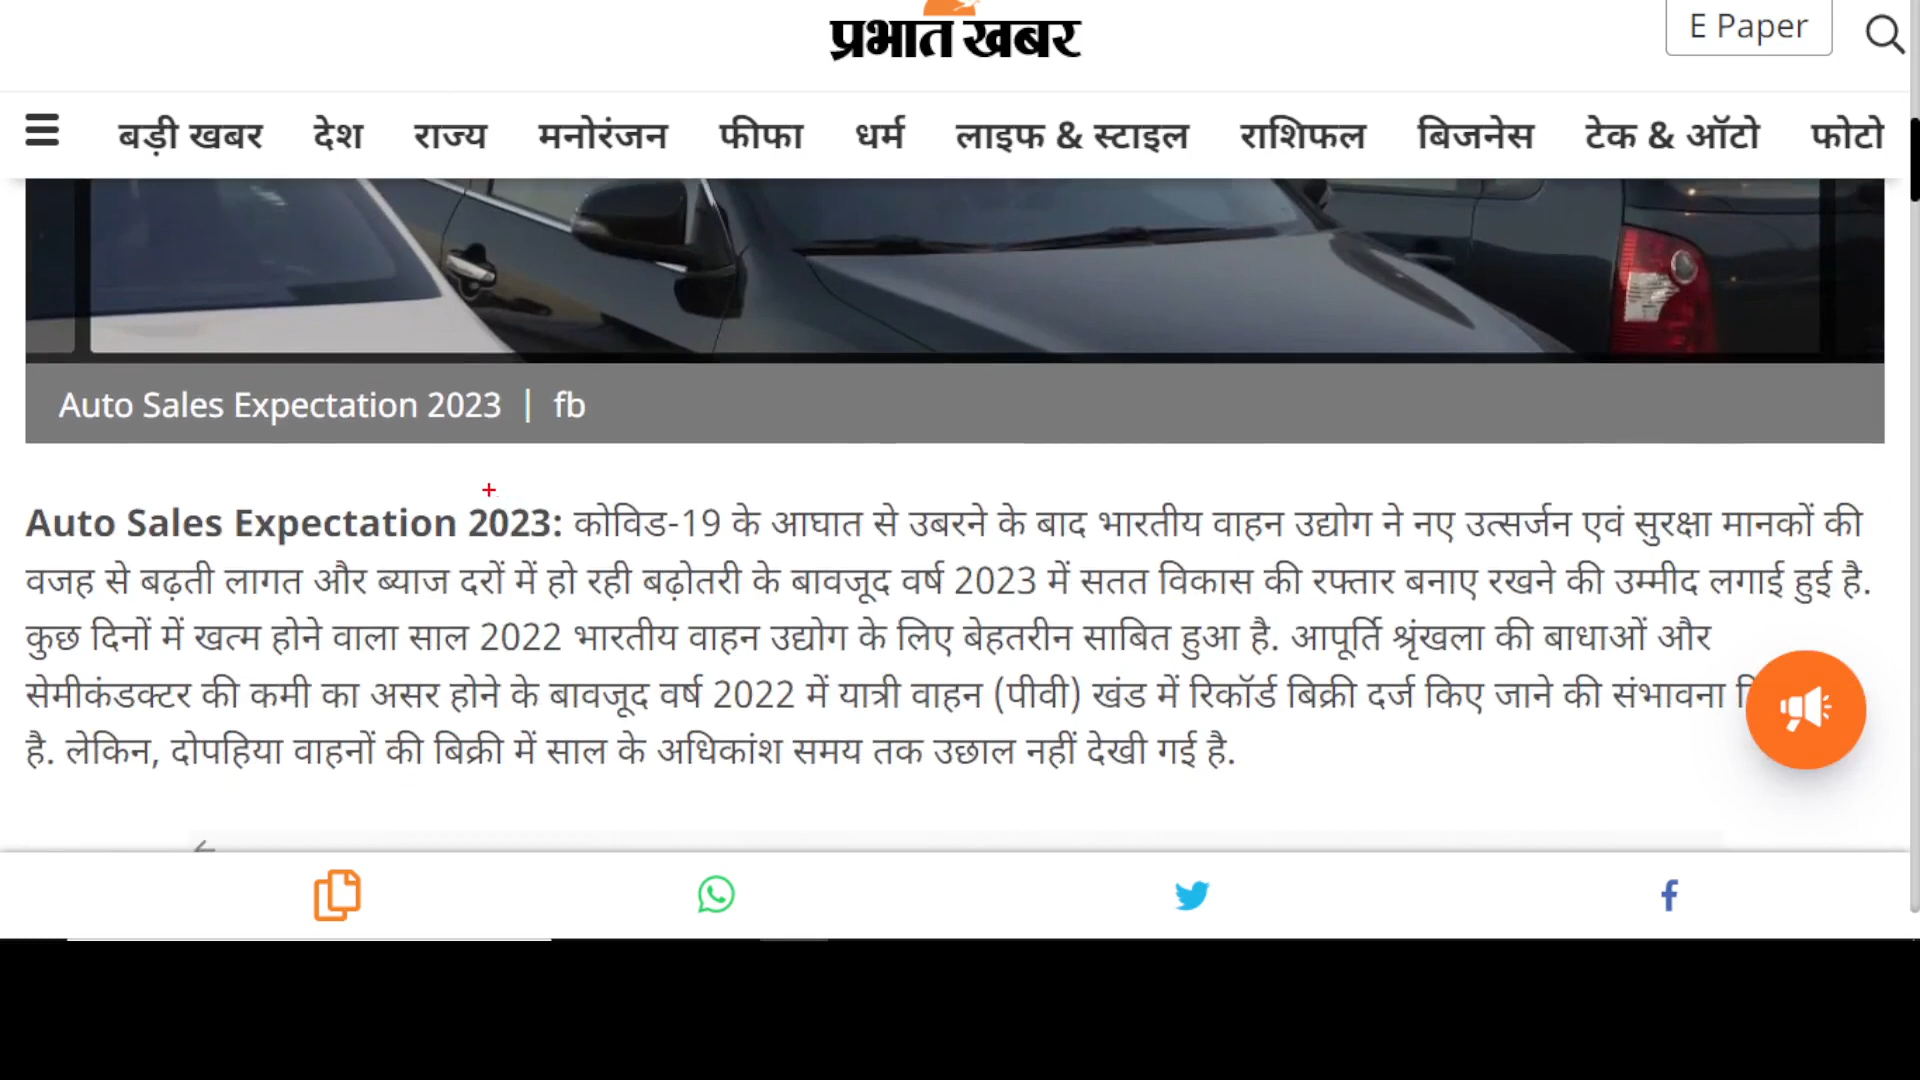 प्रभात खबर
E Paper
बड़ी खबर देश राज्य मनोरंजन फीफा धर्म लाइफ & स्टाइल राशिफल बिजनेस टेक & ऑटो फोटो
Auto Sales Expectation 2023 | fb
Auto Sales Expectation 2023: कोविड-19 के आघात से उबरने के बाद भारतीय वाहन उद्योग ने नए उत्सर्जन एवं सुरक्षा मानकों की
वजह से बढ़ती लागत और ब्याज दरों में हो रही बढ़ोतरी के बावजूद वर्ष 2023 में सतत विकास की रफ्तार बनाए रखने की उम्मीद लगाई हुई है.
कुछ दिनों में खत्म होने वाला साल 2022 भारतीय वाहन उद्योग के लिए बेहतरीन साबित हुआ है. आपूर्ति श्रृंखला की बाधाओं और
सेमीकंडक्टर की कमी का असर होने के बावजूद वर्ष 2022 में यात्री वाहन (पीवी) खंड में रिकॉर्ड बिक्री दर्ज किए जाने की संभावना
है. लेकिन, दोपहिया वाहनों की बिक्री में साल के अधिकांश समय तक उछाल नहीं देखी गई है.